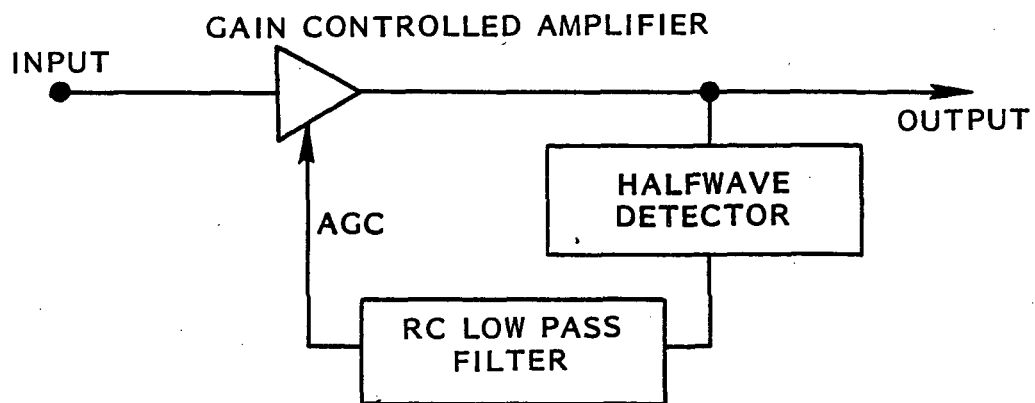 GAIN CONTROLLED AMPLIFIER
INPUT
OUTPUT
HALFWAVE
DETECTOR
AGC
RC LOW PASS
FILTER